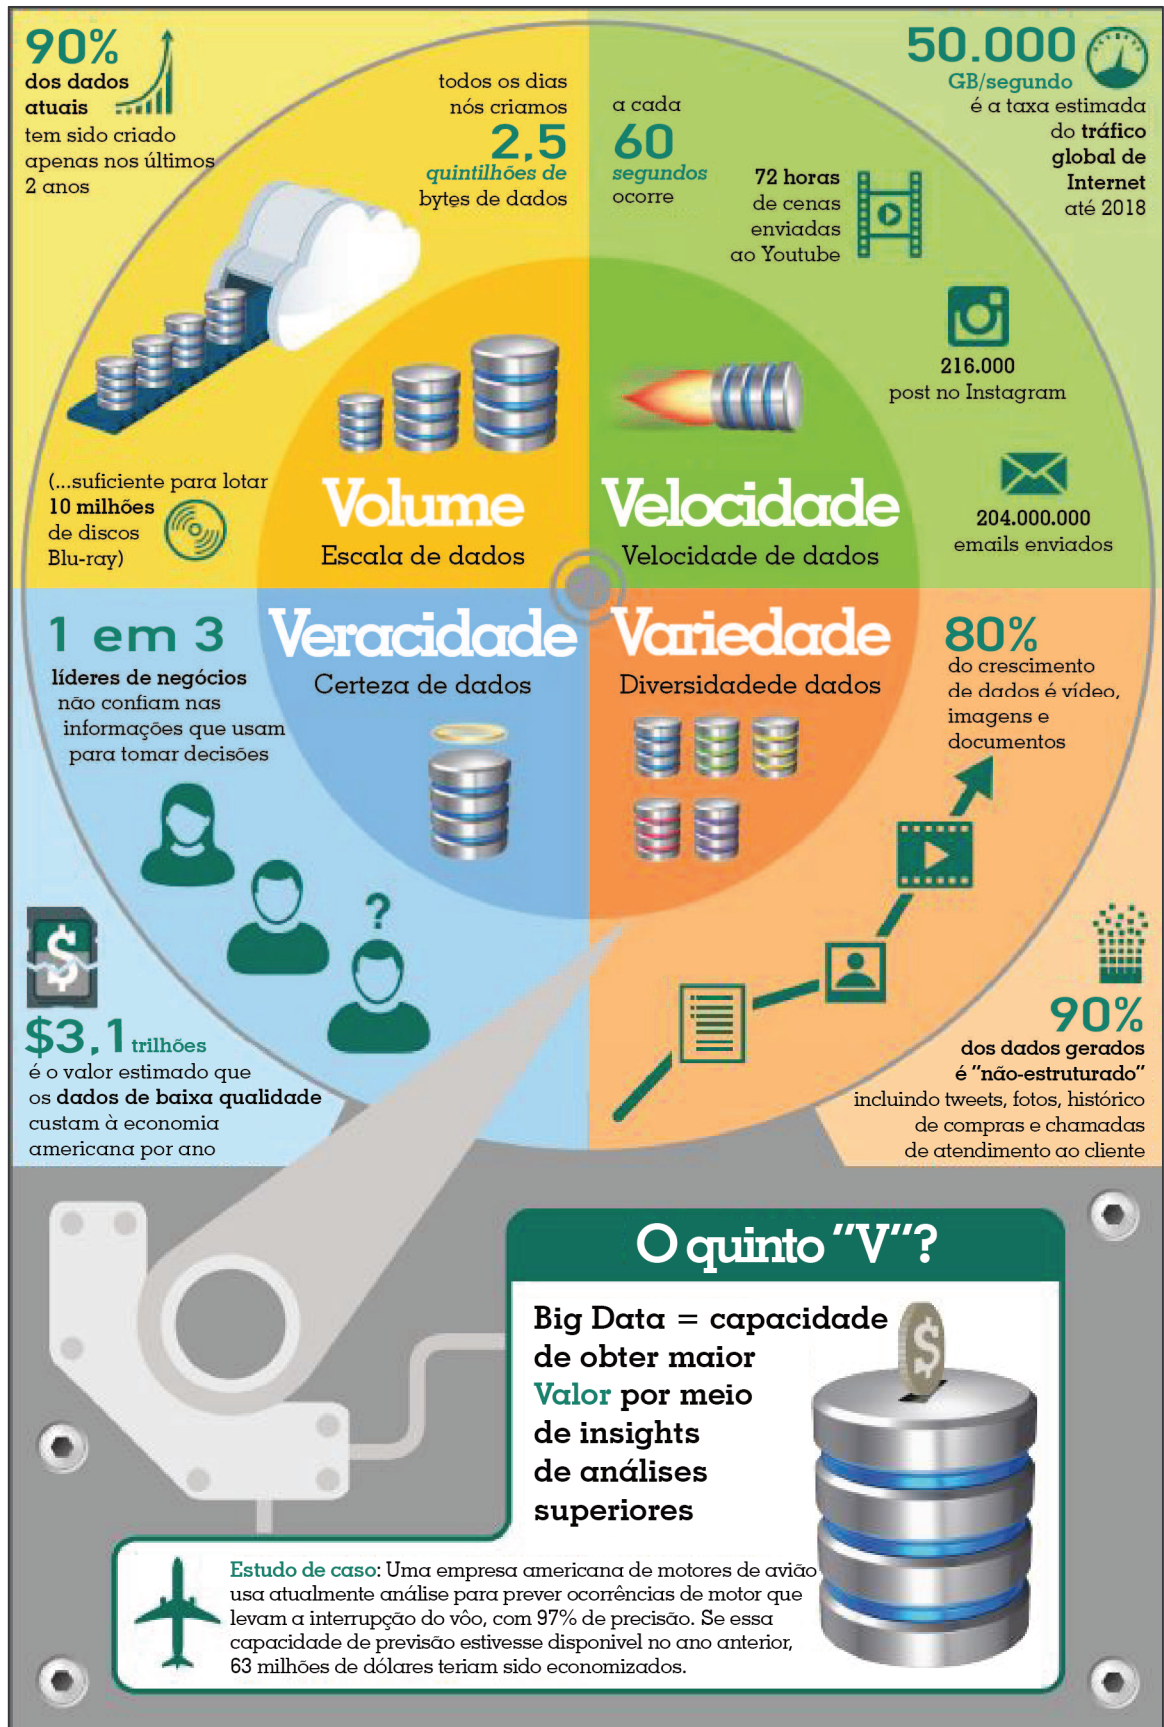 90%
dos dados
atuais
tem sido criado
apenas nos últimos
2 anos
todos os dias
nós criamos
2,5
quintilhões de
bytes de dados
(...suficiente para lotar
10 milhões
de discos
Blu-ray)
Volume
Escala de dados
a cada
60
segundos
ocorre
72 horas
de cenas
enviadas
ao Youtube
50.000
GB/segundo
é a taxa estimada
do tráfico
global de
Internet
até 2018
216.000
post no Instagram
204.000.000
emails enviados
Velocidade
Velocidade de dados
1 em 3
líderes de negócios
não confiam nas
informações que usam
para tomar decisões
Veracidade
Certeza de dados
?
$
$3,1 trilhões
é o valor estimado que
os dados de baixa qualidade
custam à economia
americana por ano
Variedade
Diversidadede dados
80%
do crescimento
de dados é vídeo,
imagens e
documentos
90%
dos dados gerados
é "não-estruturado"
incluindo tweets, fotos, histórico
de compras e chamadas
de atendimento ao cliente
O quinto "V"?
Big Data = capacidade
de obter maior
Valor por meio
de insights
de análises
superiores
$
Estudo de caso: Uma empresa americana de motores de avião
usa atualmente análise para prever ocorrências de motor que
levam a interrupção do vôo, com 97% de precisão. Se essa
capacidade de previsão estivesse disponivel no ano anterior,
63 milhões de dólares teriam sido economizados.